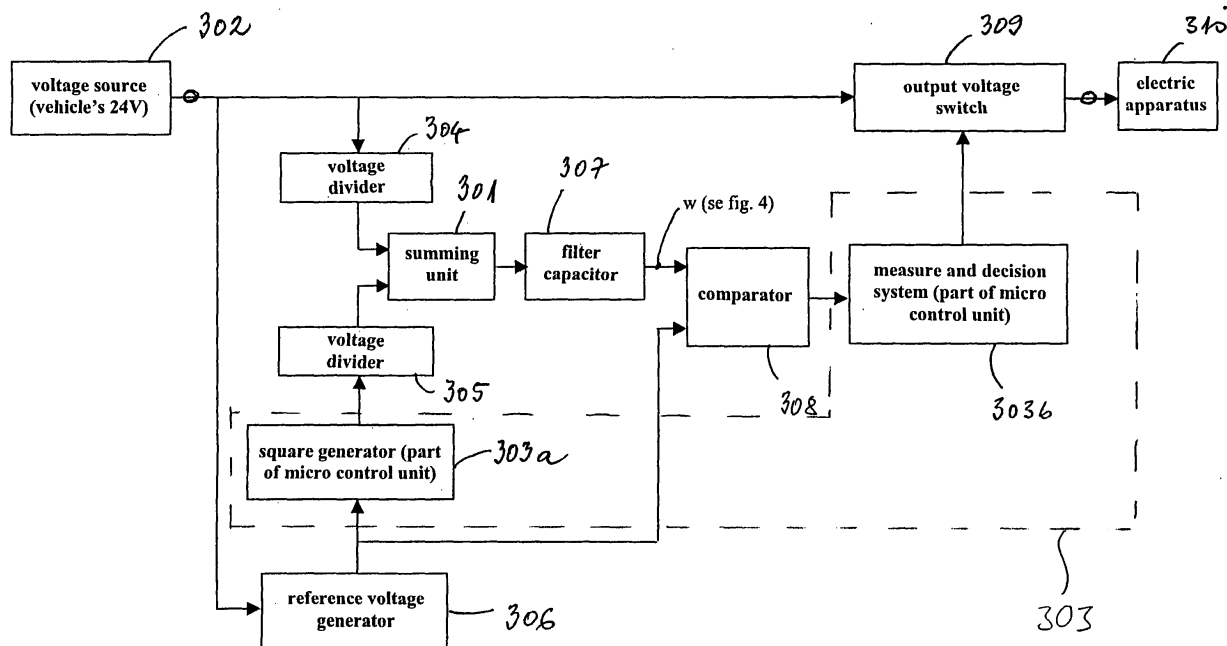 302
309
310
voltage source
(vehicle's 24V)
output voltage
switch
electric
apparatus
304
voltage
divider
301
307
w (se fig. 4)
summing
unit
filter
capacitor
comparator
measure and decision
system (part of micro
control unit)
voltage
divider
305
308
303b
square generator (part
of micro control unit)
303a
reference voltage
generator
306
303